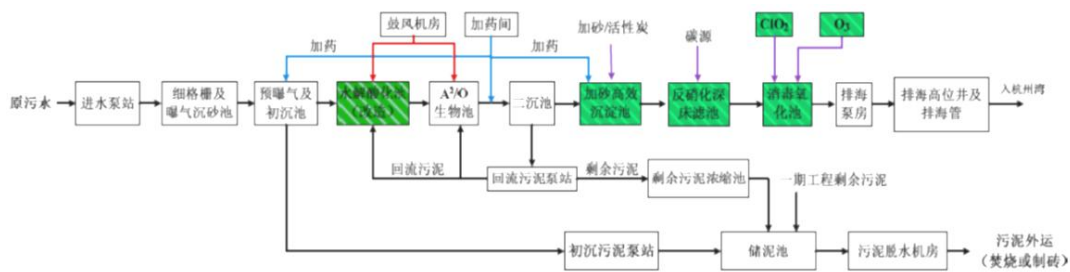 鼓风机房
加药间
加砂/活性炭
碳源
ClO₂
O₃
加药
加药
原污水
进水泵站
细格栅及
曝气沉砂池
预曝气及
初沉池
水解酸化池
（改造）
A²/O
生物池
二沉池
加砂高效
沉淀池
反硝化深
床滤池
消毒氧
化池
排海
泵房
排海高位井及
排海管
入杭州湾
回流污泥
回流污泥泵站
剩余污泥
剩余污泥浓缩池
一期工程剩余污泥
初沉污泥泵站
储泥池
污泥脱水机房
污泥外运
（焚烧或制砖）